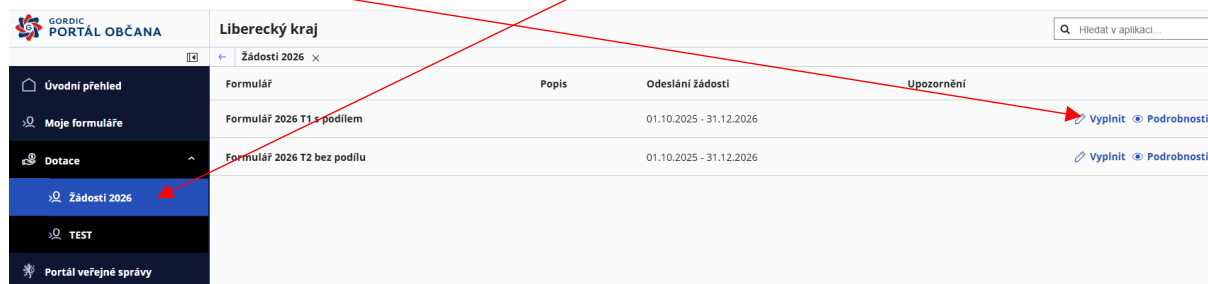 GORDIC
PORTÁL OBČANA
Liberecký kraj
Hledat v aplikaci...
← Žádosti 2026 ×
Úvodní přehled
Moje formuláře
Dotace
Žádosti 2026
TEST
Portál veřejné správy
Formulář Popis Odeslání žádosti Upozornění
Formulář 2026 T1 s podílem 01.10.2025 - 31.12.2026 Vyplnit Podrobnosti
Formulář 2026 T2 bez podílu 01.10.2025 - 31.12.2026 Vyplnit Podrobnosti